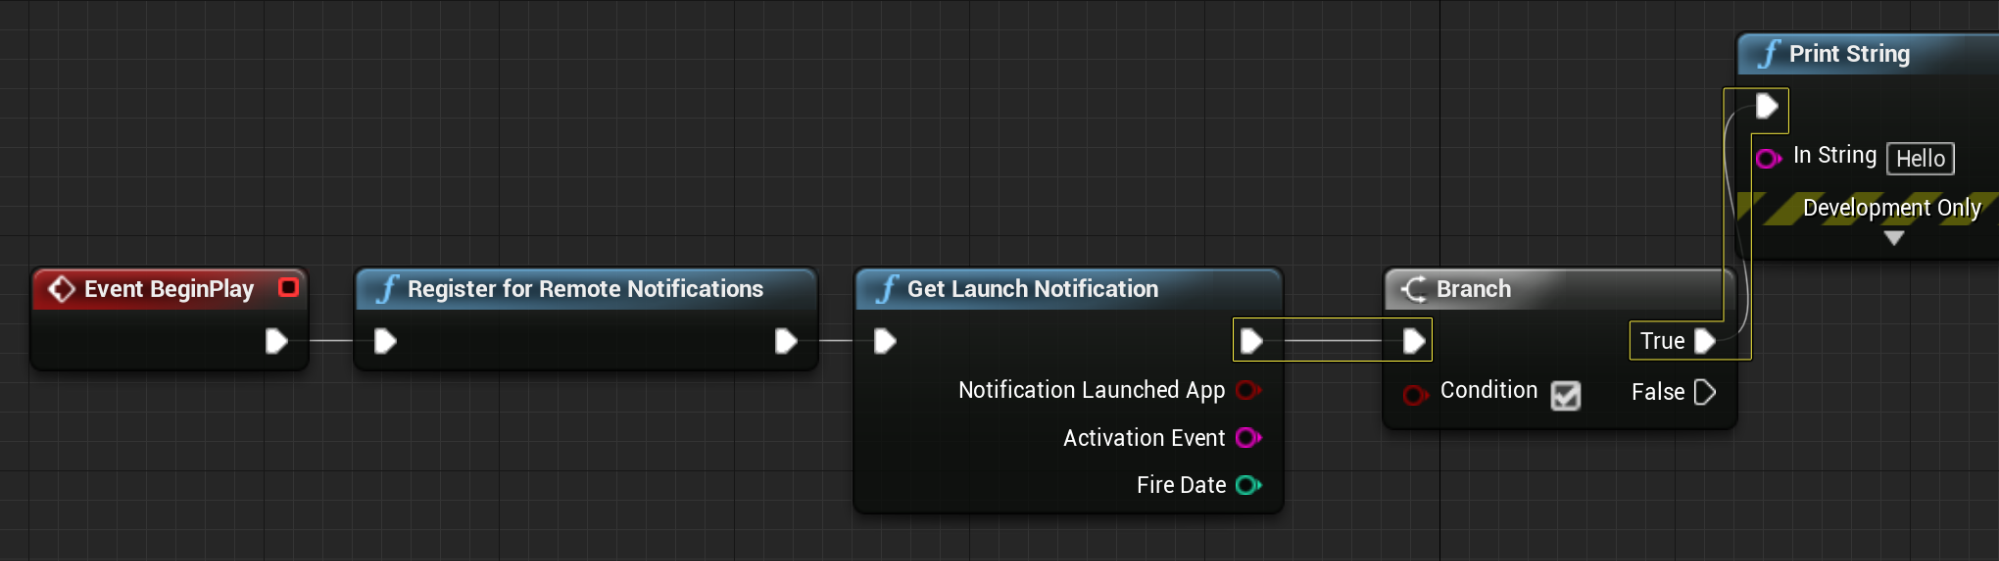 Print String
In String Hello
Development Only
Event BeginPlay
Register for Remote Notifications
Get Launch Notification
Notification Launched App
Activation Event
Fire Date
Branch
True
Condition
False